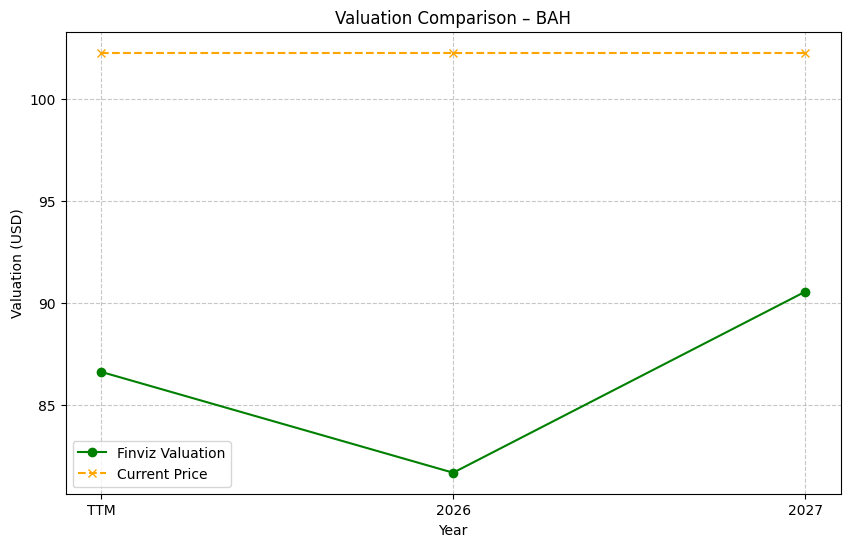 Valuation Comparison – BAH
Valuation (USD)
100
95
90
85
Finviz Valuation
Current Price
TTM
2026
2027
Year